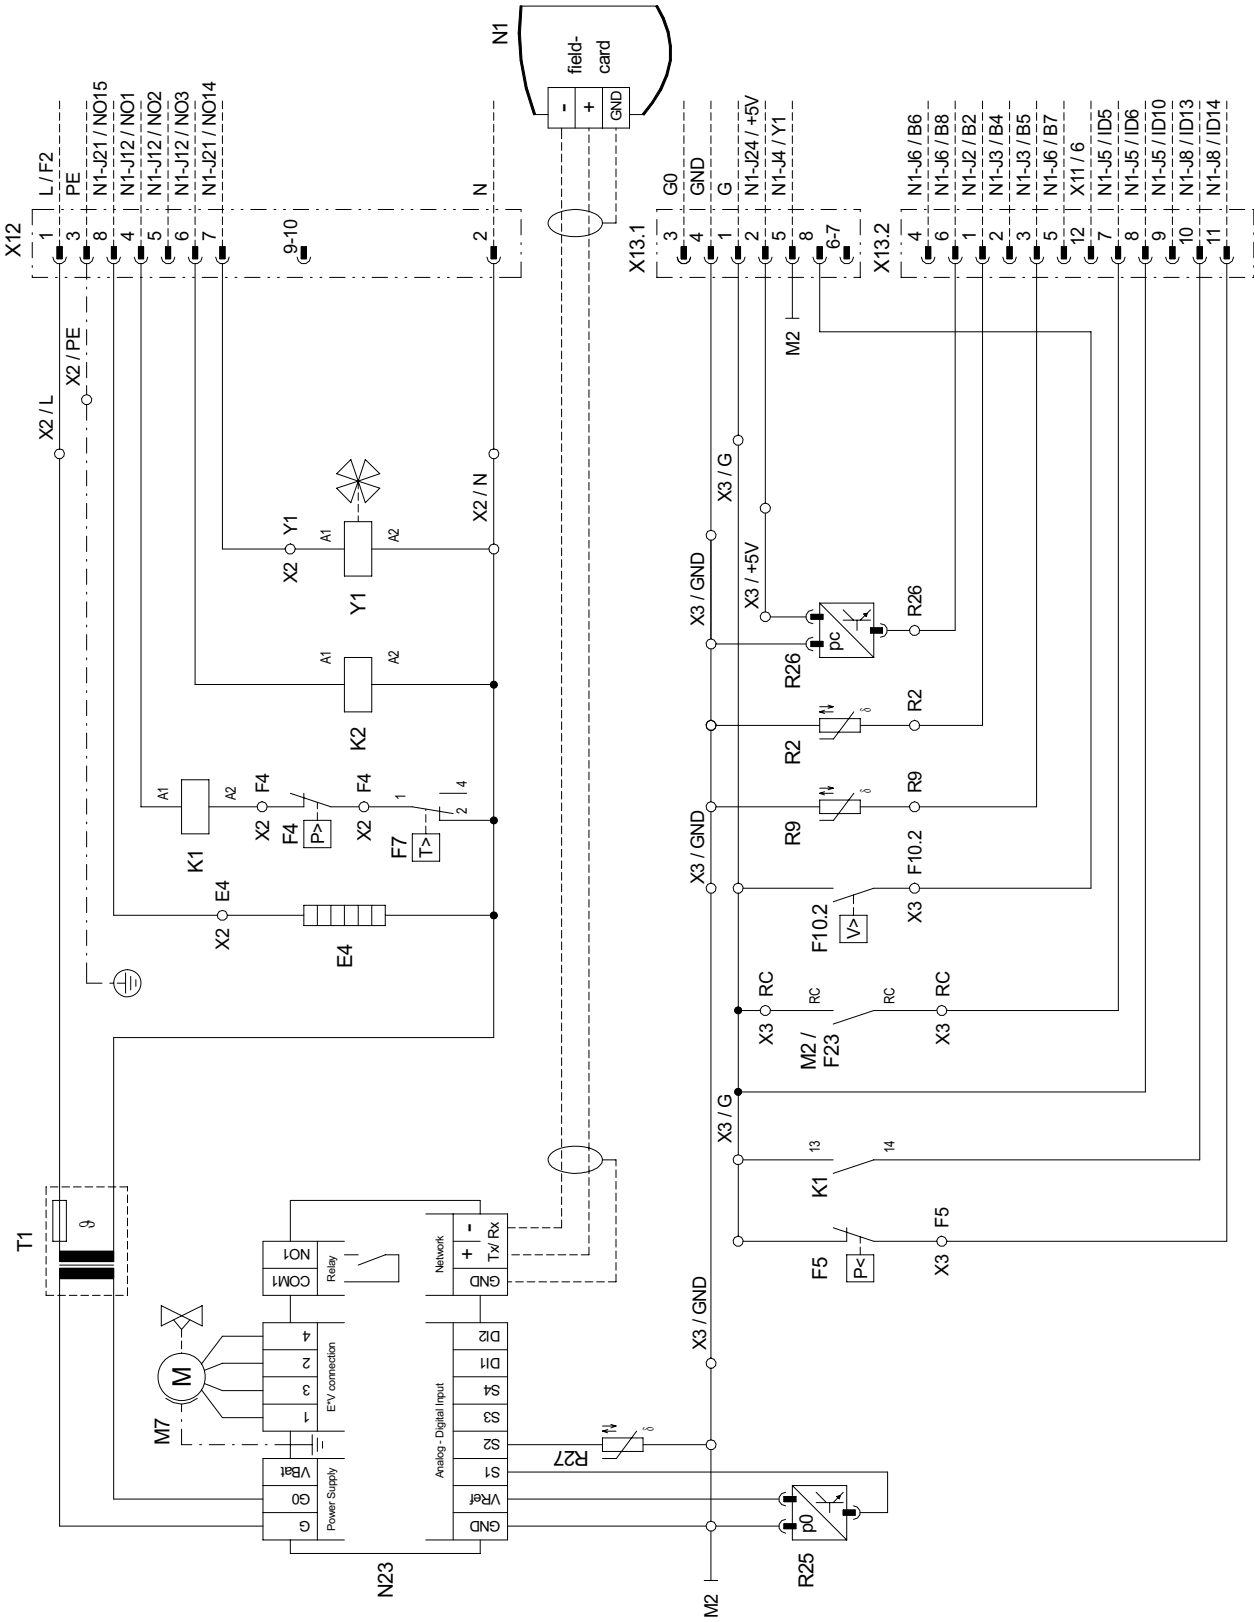 N1
field-
card
-
+
GND
X12
1
3
8
4
5
6
7
9-10
2
L / F2
PE
N1-J21 / NO15
N1-J12 / NO1
N1-J12 / NO2
N1-J12 / NO3
N1-J21 / NO14
N
X13.1
3
4
1
2
5
8
6-7
G0
GND
G
N1-J24 / +5V
N1-J4 / Y1
X13.2
4
6
1
2
3
5
12
7
8
9
10
11
N1-J6 / B6
N1-J6 / B8
N1-J2 / B2
N1-J3 / B4
N1-J3 / B5
N1-J6 / B7
X11 / 6
N1-J5 / ID5
N1-J5 / ID6
N1-J5 / ID10
N1-J8 / ID13
N1-J8 / ID14
X2 / L
X2 / PE
X2 / N
M2
X3 / G
X3 / +5V
X3 / GND
X2
Y1
A1
A2
Y1
A1
A2
K2
A1
A2
K1
X2
F4
F4
P>
X2
F4
F7
T>
1
2
4
X2
E4
E4
R26
pc
R26
R2
δ
R2
R9
δ
R9
X3 / GND
F10.2
V>
X3
F10.2
X3
RC
RC
M2 /
F23
RC
X3
RC
X3 / G
13
K1
14
F5
P<
X3
F5
T1
ϑ
M
M7
NO1
COM1
Relay
Network
-
+
Tx/ Rx
GND
4
2
3
1
E*V connection
VBat
G0
G
Power Supply
Analog - Digital Input
DI2
DI1
S4
S3
S2
S1
VRef
GND
N23
R27
δ
X3 / GND
R25
p0
M2